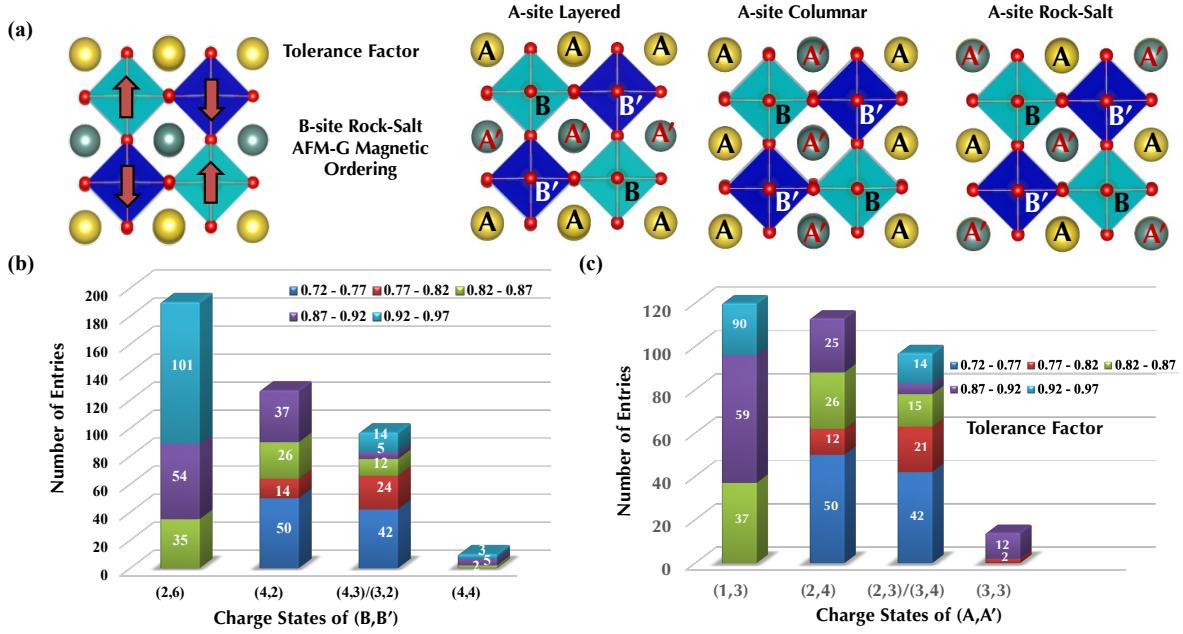 (a)
Tolerance Factor
B-site Rock-Salt
AFM-G Magnetic
Ordering
A-site Layered
A A A
B B′
A′ A′ A′
B′ B
A A A
A-site Columnar
A A′ A
B B′
A A′ A
B′ B
A A′ A
A-site Rock-Salt
A′ A A′
B B′
A A′ A
B′ B
A′ A A′
(b)
Number of Entries
200
180
160
140
120
100
80
60
40
20
0
0.72 - 0.77 0.77 - 0.82 0.82 - 0.87
0.87 - 0.92 0.92 - 0.97
101
54
35
37
26
14
50
14
5
12
24
42
3
5
2
(2,6) (4,2) (4,3)/(3,2) (4,4)
Charge States of (B,B′)
(c)
Number of Entries
120
100
80
60
40
20
0
0.72 - 0.77 0.77 - 0.82 0.82 - 0.87
0.87 - 0.92 0.92 - 0.97
Tolerance Factor
90
59
37
25
26
12
50
14
15
21
42
12
2
(1,3) (2,4) (2,3)/(3,4) (3,3)
Charge States of (A,A′)